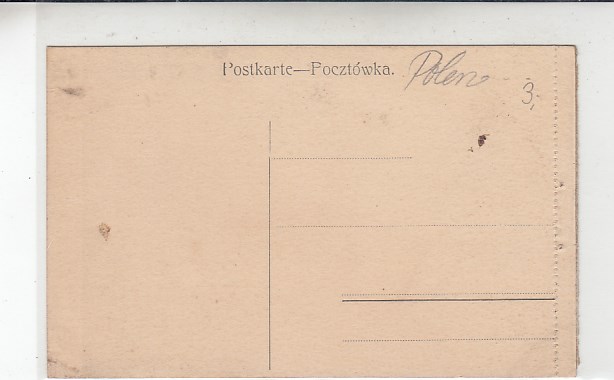 Postkarte—Pocztówka.
Polen
3,-